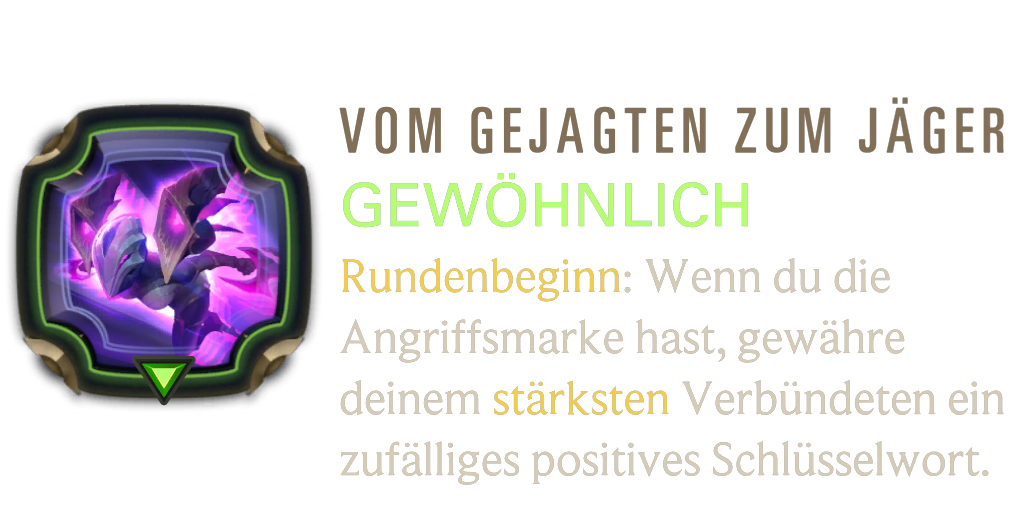 VOM GEJAGTEN ZUM JÄGER
GEWÖHNLICH
Rundenbeginn: Wenn du die
Angriffsmarke hast, gewähre
deinem stärksten Verbündeten ein
zufälliges positives Schlüsselwort.